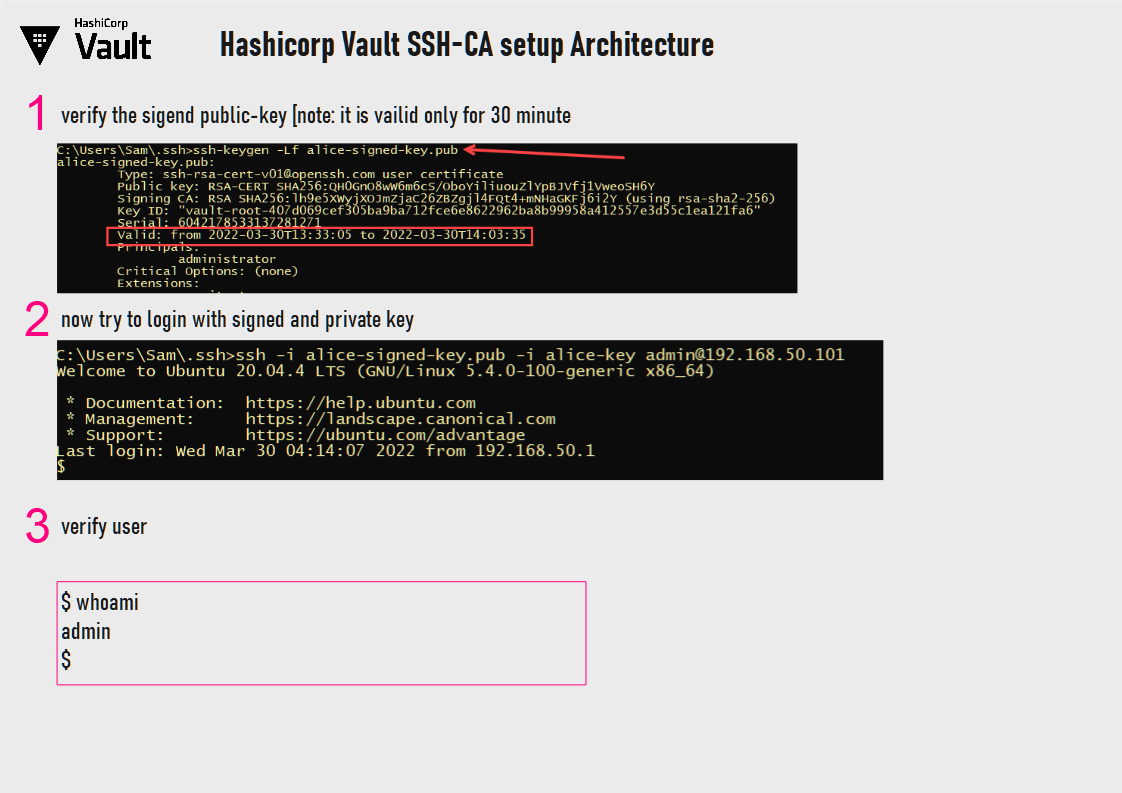 HashiCorp
Vault
Hashicorp Vault SSH-CA setup Architecture
1 verify the sigend public-key [note: it is vailid only for 30 minute
C:\Users\Sam\.ssh>ssh-keygen -Lf alice-signed-key.pub
alice-signed-key.pub:
Type: ssh-rsa-cert-v01@openssh.com user certificate
Public key: RSA-CERT SHA256:QH0GnO8wW6m6cS/OboYiliuouZlYpBJVfj1VweoSH6Y
Signing CA: RSA SHA256:lh9e5XWyjXOJmZjaC26ZBZgjl4FQt4+mNHaGKFj6i2Y (using rsa-sha2-256)
Key ID: "vault-root-407d069cef305ba9ba712fce6e8622962ba8b99958a412557e3d55c1ea121fa6"
Serial: 6042178533137281271
Valid: from 2022-03-30T13:33:05 to 2022-03-30T14:03:35
Principals:
administrator
Critical Options: (none)
Extensions:
2 now try to login with signed and private key
C:\Users\Sam\.ssh>ssh -i alice-signed-key.pub -i alice-key admin@192.168.50.101
Welcome to Ubuntu 20.04.4 LTS (GNU/Linux 5.4.0-100-generic x86_64)
* Documentation: https://help.ubuntu.com
* Management: https://landscape.canonical.com
* Support: https://ubuntu.com/advantage
Last login: Wed Mar 30 04:14:07 2022 from 192.168.50.1
$
3 verify user
$ whoami
admin
$